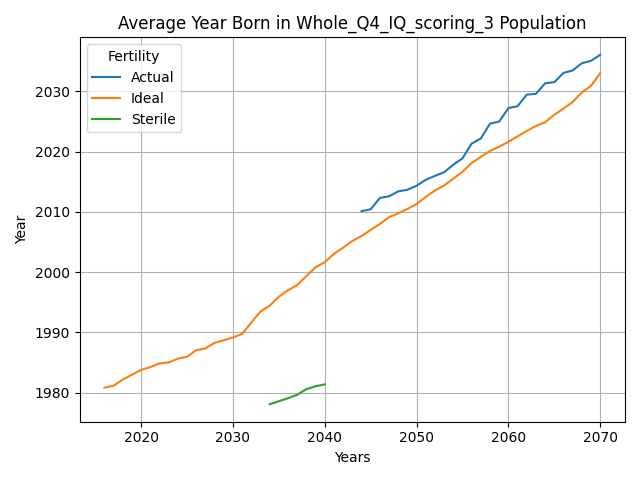 Average Year Born in Whole_Q4_IQ_scoring_3 Population
Fertility
Actual
Ideal
Sterile
Year
2030
2020
2010
2000
1990
1980
2020
2030
2040
2050
2060
2070
Years